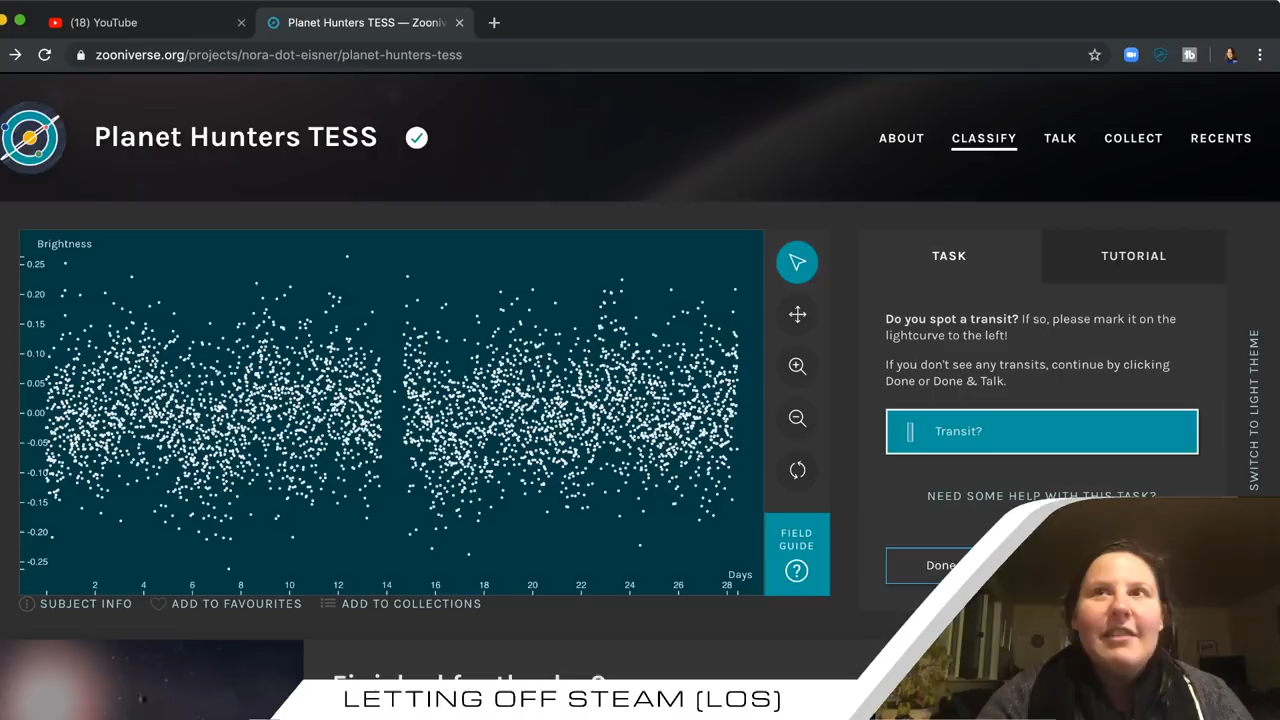 (18) YouTube
Planet Hunters TESS — Zooniv
zooniverse.org/projects/nora-dot-eisner/planet-hunters-tess
Planet Hunters TESS
ABOUT
CLASSIFY
TALK
COLLECT
RECENTS
Brightness
0.25
0.20
0.15
0.10
0.05
0.00
-0.05
-0.10
-0.15
-0.20
-0.25
2 4 6 8 10 12 14 16 18 20 22 24 26 28
Days
FIELD
GUIDE
?
TASK
TUTORIAL
Do you spot a transit? If so, please mark it on the
lightcurve to the left!
If you don't see any transits, continue by clicking
Done or Done & Talk.
Transit?
NEED SOME HELP WITH THIS TASK?
Done
SWITCH TO LIGHT THEME
SUBJECT INFO
ADD TO FAVOURITES
ADD TO COLLECTIONS
LETTING OFF STEAM (LOS)